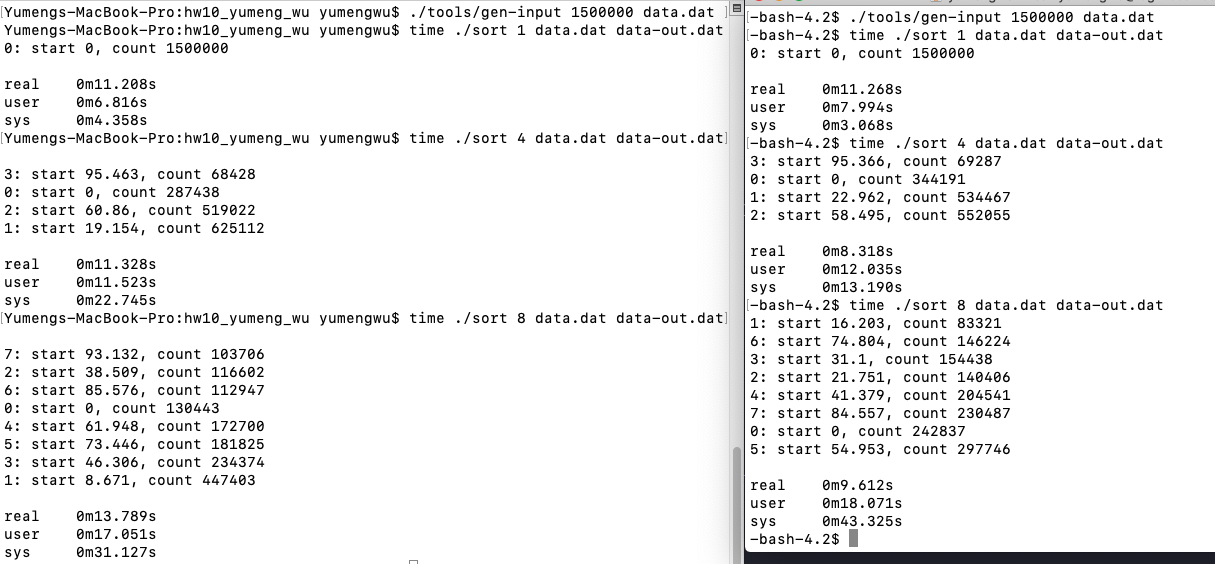 [Yumengs-MacBook-Pro:hw10_yumeng_wu yumengwu$ ./tools/gen-input 1500000 data.dat ]
Yumengs-MacBook-Pro:hw10_yumeng_wu yumengwu$ time ./sort 1 data.dat data-out.dat
0: start 0, count 1500000
real 0m11.208s
user 0m6.816s
sys 0m4.358s
[Yumengs-MacBook-Pro:hw10_yumeng_wu yumengwu$ time ./sort 4 data.dat data-out.dat]
3: start 95.463, count 68428
0: start 0, count 287438
2: start 60.86, count 519022
1: start 19.154, count 625112
real 0m11.328s
user 0m11.523s
sys 0m22.745s
[Yumengs-MacBook-Pro:hw10_yumeng_wu yumengwu$ time ./sort 8 data.dat data-out.dat]
7: start 93.132, count 103706
2: start 38.509, count 116602
6: start 85.576, count 112947
0: start 0, count 130443
4: start 61.948, count 172700
5: start 73.446, count 181825
3: start 46.306, count 234374
1: start 8.671, count 447403
real 0m13.789s
user 0m17.051s
sys 0m31.127s
[-bash-4.2$ ./tools/gen-input 1500000 data.dat
[-bash-4.2$ time ./sort 1 data.dat data-out.dat
0: start 0, count 1500000
real 0m11.268s
user 0m7.994s
sys 0m3.068s
[-bash-4.2$ time ./sort 4 data.dat data-out.dat
3: start 95.366, count 69287
0: start 0, count 344191
1: start 22.962, count 534467
2: start 58.495, count 552055
real 0m8.318s
user 0m12.035s
sys 0m13.190s
[-bash-4.2$ time ./sort 8 data.dat data-out.dat
1: start 16.203, count 83321
6: start 74.804, count 146224
3: start 31.1, count 154438
2: start 21.751, count 140406
4: start 41.379, count 204541
7: start 84.557, count 230487
0: start 0, count 242837
5: start 54.953, count 297746
real 0m9.612s
user 0m18.071s
sys 0m43.325s
-bash-4.2$